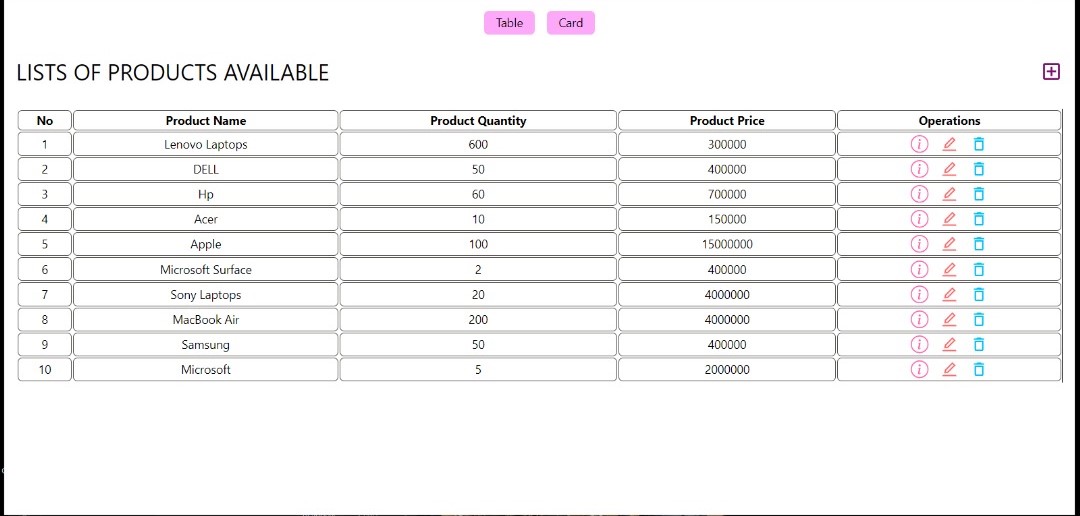 Table Card
LISTS OF PRODUCTS AVAILABLE
No Product Name Product Quantity Product Price Operations
1 Lenovo Laptops 600 300000
2 DELL 50 400000
3 Hp 60 700000
4 Acer 10 150000
5 Apple 100 15000000
6 Microsoft Surface 2 400000
7 Sony Laptops 20 4000000
8 MacBook Air 200 4000000
9 Samsung 50 400000
10 Microsoft 5 2000000